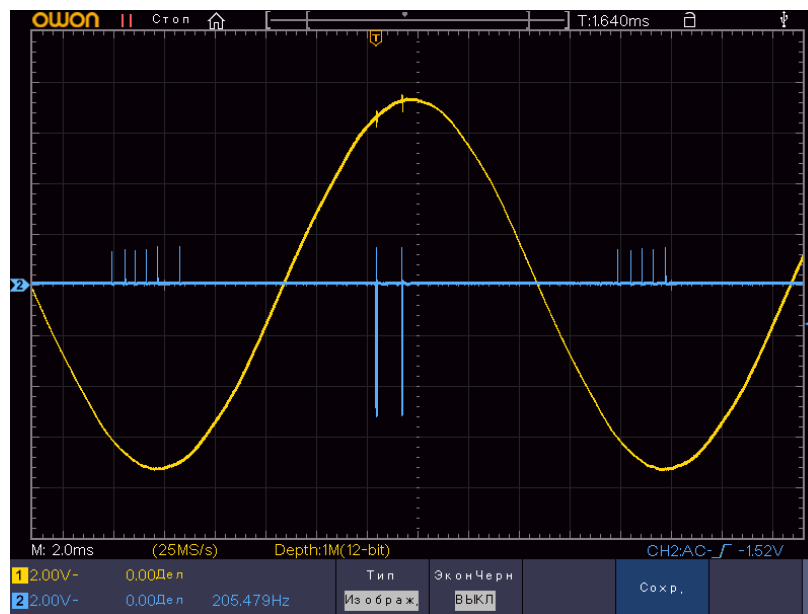 OWON Стоп T:1.640ms
T
2
M: 2.0ms (25MS/s) Depth:1M(12-bit) CH2:AC- -1.52V
1 2.00V~ 0.00Дел Тип ЭконЧерн Сохр.
2 2.00V~ 0.00Дел 205.479Hz Изображ. ВЫКЛ